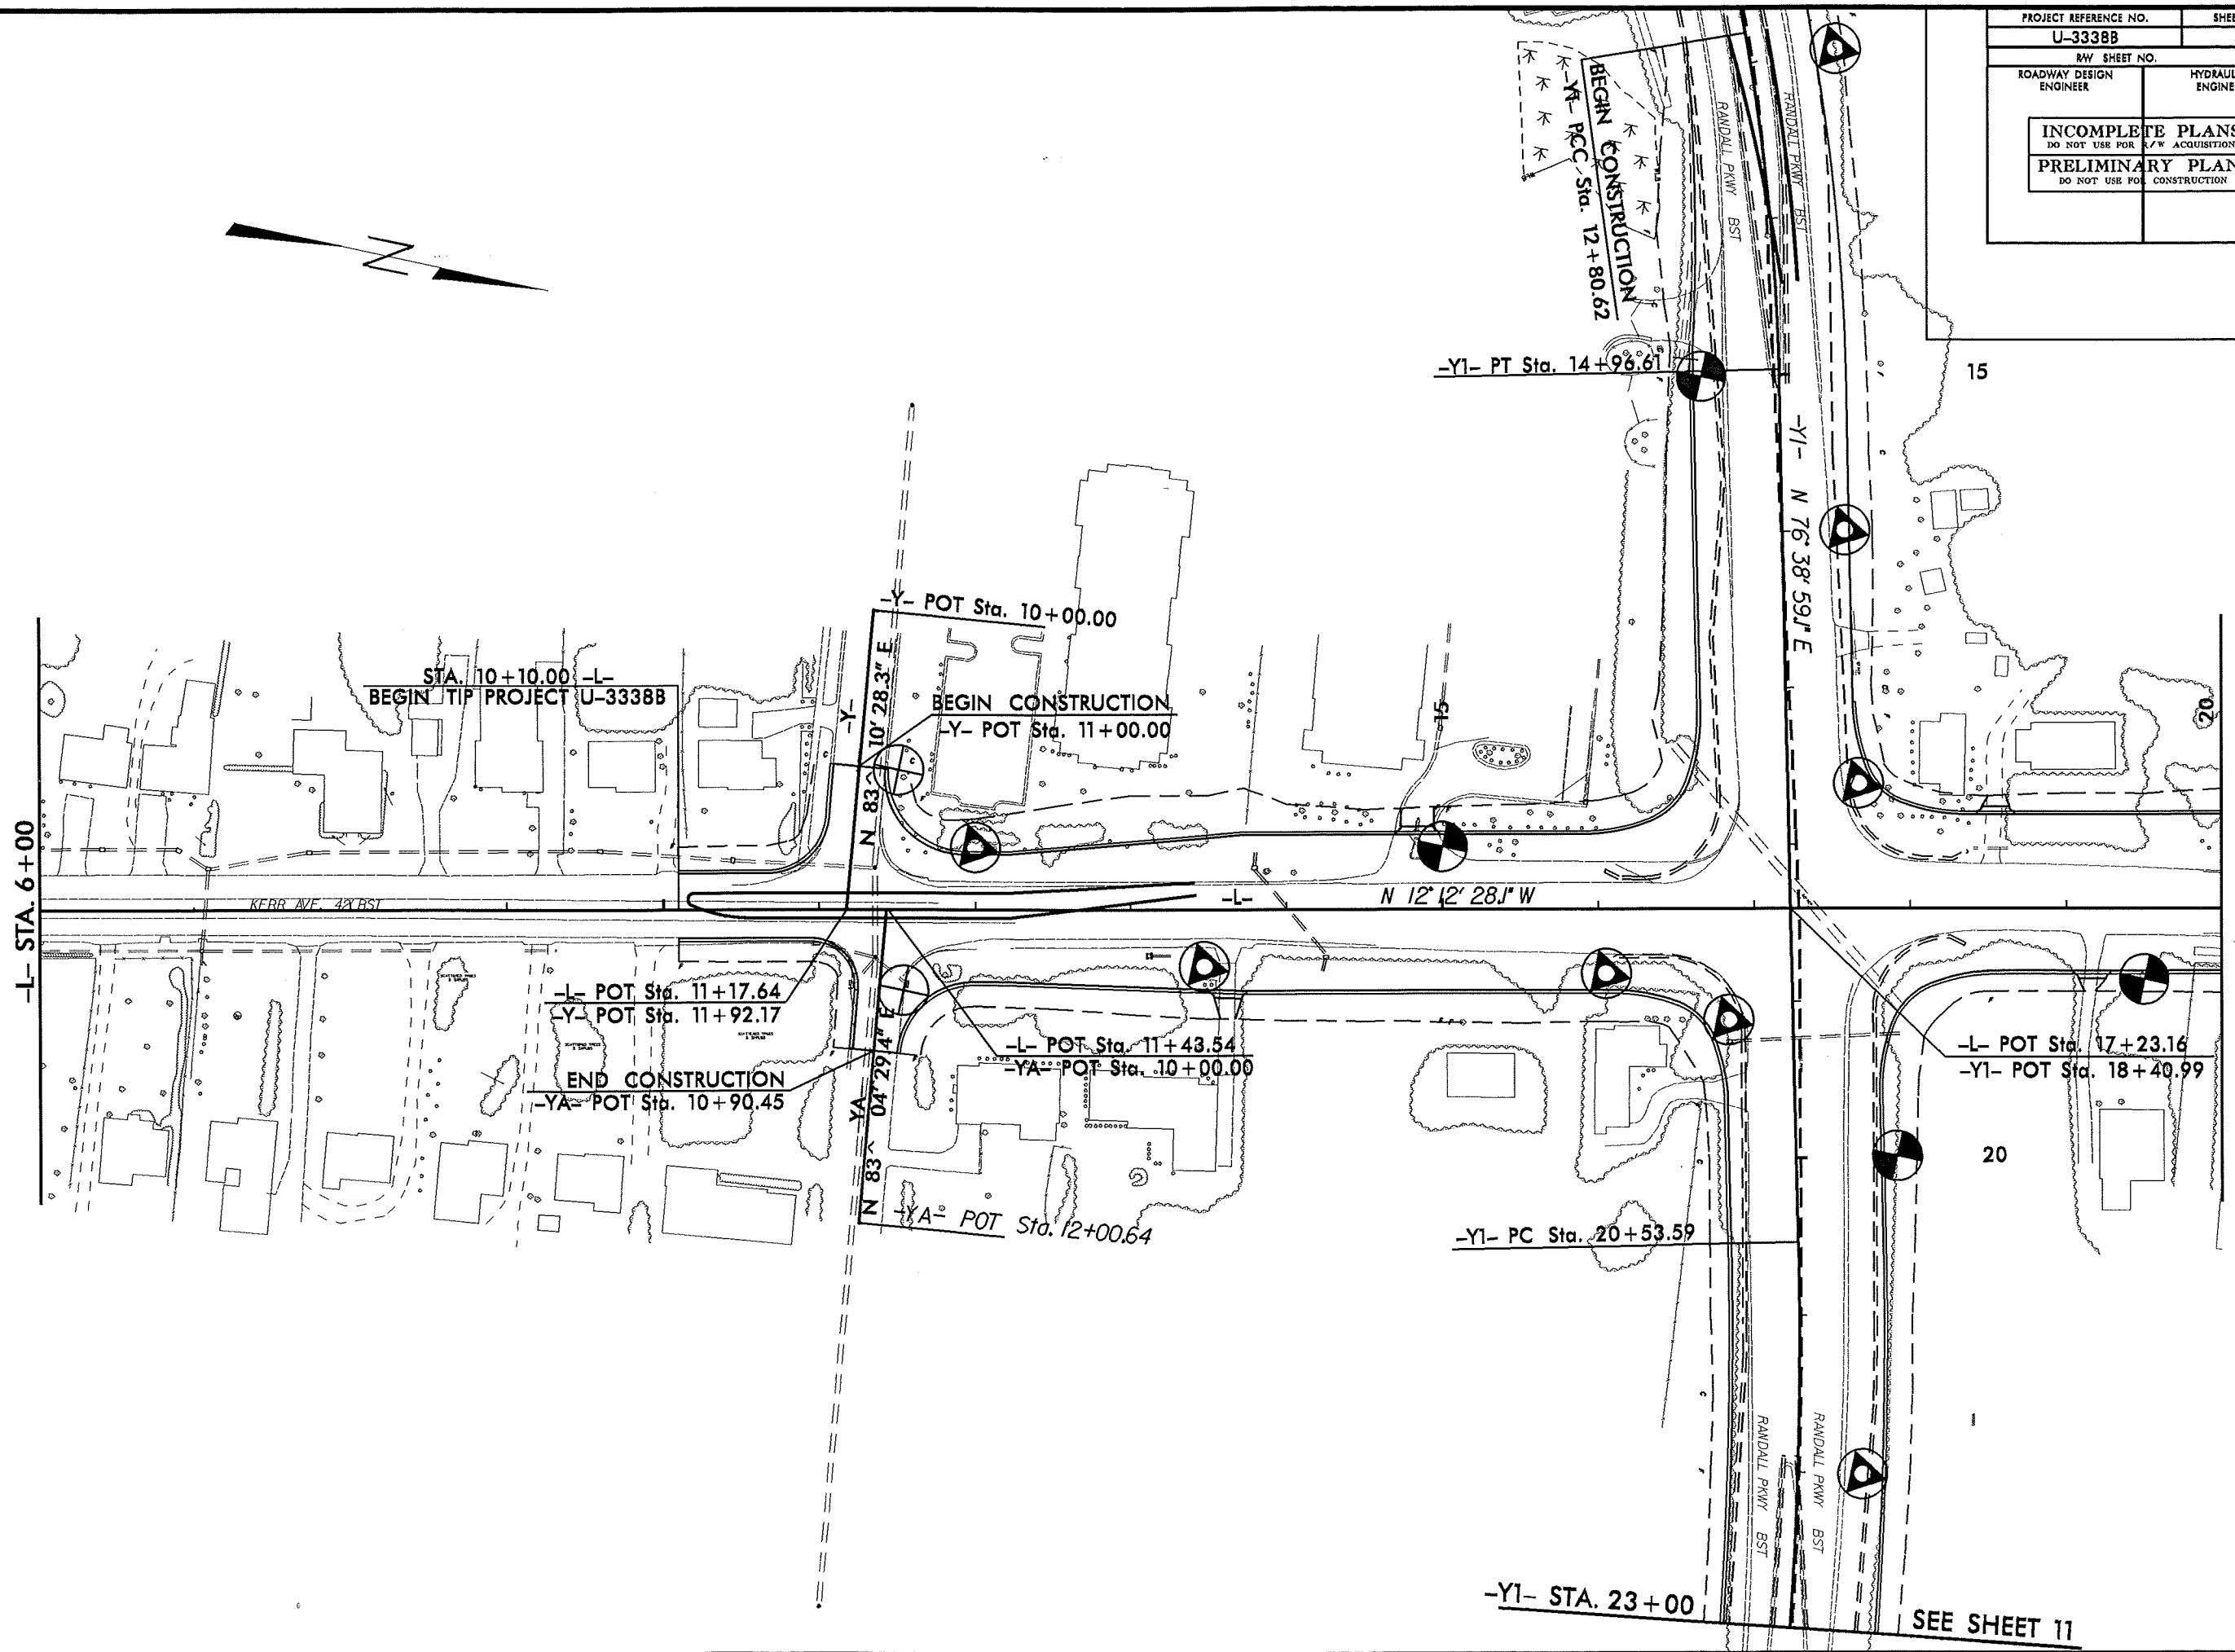 PROJECT REFERENCE NO.
U-3338B
R/W SHEET NO.
ROADWAY DESIGN
ENGINEER
INCOMPLETE PLANS
DO NOT USE FOR R/W ACQUISITION
DO NOT USE FOR CONSTRUCTION
BEGIN CONSTRUCTION
-Y1- PCC Sta. 12+80.62
RANDALL PKWY BST
RANDALL PKWY BST
N
-Y1- PT Sta. 14+96.61
15
-Y1- N 76° 38' 59.1" E
-Y- POT Sta. 10+00.00
STA. 10+10.00 -L-
BEGIN TIP PROJECT U-3338B
-Y-
N 83^ 10' 28.3" E
BEGIN CONSTRUCTION
-Y- POT Sta. 11+00.00
15
20
-L- STA. 6+00
KERR AVE. 42' BST
-L-
N 12° 12' 28.1" W
-L- POT Sta. 11+17.64
-Y- POT Sta. 11+92.17
-L- POT Sta. 11+43.54
-YA- POT Sta. 10+00.00
-L- POT Sta. 17+23.16
-Y1- POT Sta. 18+40.99
END CONSTRUCTION
-YA- POT Sta. 10+90.45
YA
N 83^ 04' 29.4" E
20
-YA- POT Sta. 12+00.64
-Y1- PC Sta. 20+53.59
RANDALL PKWY BST
RANDALL PKWY BST
-Y1- STA. 23+00
SEE SHEET 11